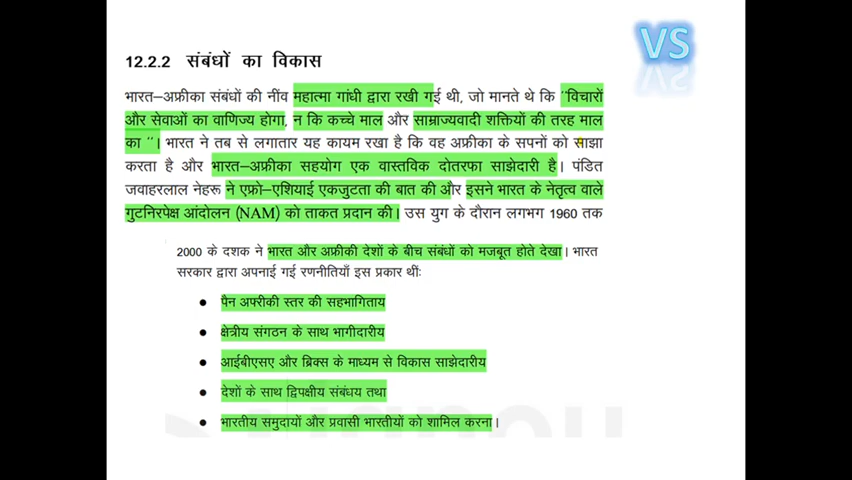 VS
12.2.2 संबंधों का विकास
भारत–अफ्रीका संबंधों की नींव महात्मा गांधी द्वारा रखी गई थी, जो मानते थे कि ''विचारों
और सेवाओं का वाणिज्य होगा, न कि कच्चे माल और साम्राज्यवादी शक्तियों की तरह माल
का ''। भारत ने तब से लगातार यह कायम रखा है कि वह अफ्रीका के सपनों को साझा
करता है और भारत–अफ्रीका सहयोग एक वास्तविक दोतरफा साझेदारी है। पंडित
जवाहरलाल नेहरू ने एफ्रो–एशियाई एकजुटता की बात की और इसने भारत के नेतृत्व वाले
गुटनिरपेक्ष आंदोलन (NAM) को ताकत प्रदान की। उस युग के दौरान लगभग 1960 तक
2000 के दशक ने भारत और अफ्रीकी देशों के बीच संबंधों को मजबूत होते देखा। भारत
सरकार द्वारा अपनाई गई रणनीतियाँ इस प्रकार थीं:
• पैन अफ्रीकी स्तर की सहभागिताय
• क्षेत्रीय संगठन के साथ भागीदारीय
• आईबीएसए और ब्रिक्स के माध्यम से विकास साझेदारीय
• देशों के साथ द्विपक्षीय संबंधय तथा
• भारतीय समुदायों और प्रवासी भारतीयों को शामिल करना।